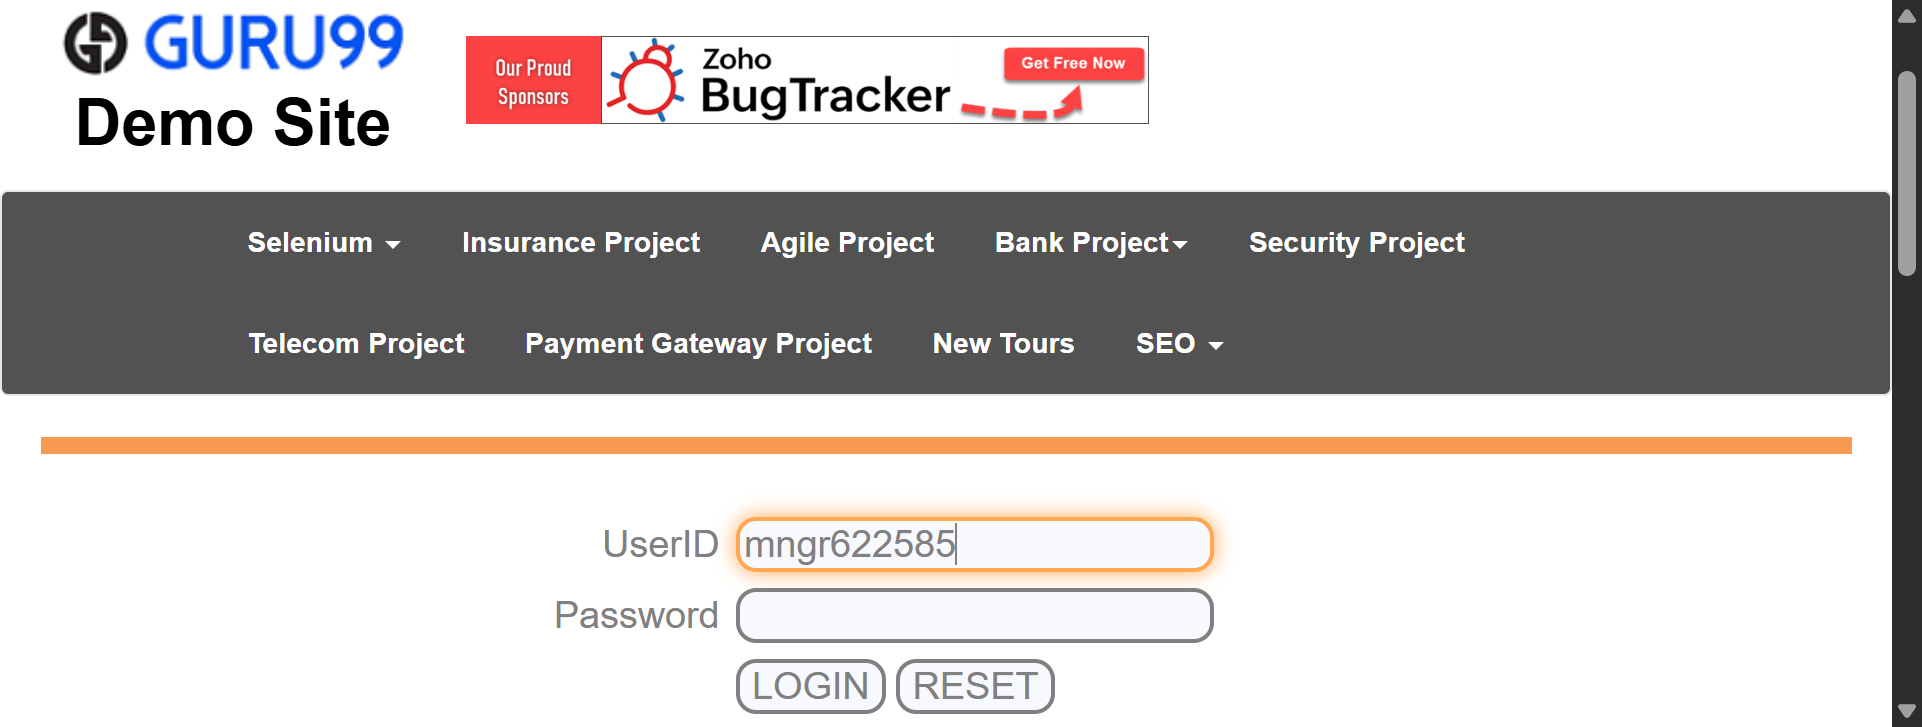 GURU99
Demo Site
Our Proud
Sponsors
Zoho
BugTracker
Get Free Now
Selenium
Insurance Project
Agile Project
Bank Project
Security Project
Telecom Project
Payment Gateway Project
New Tours
SEO
UserID mngr622585
Password
LOGIN RESET